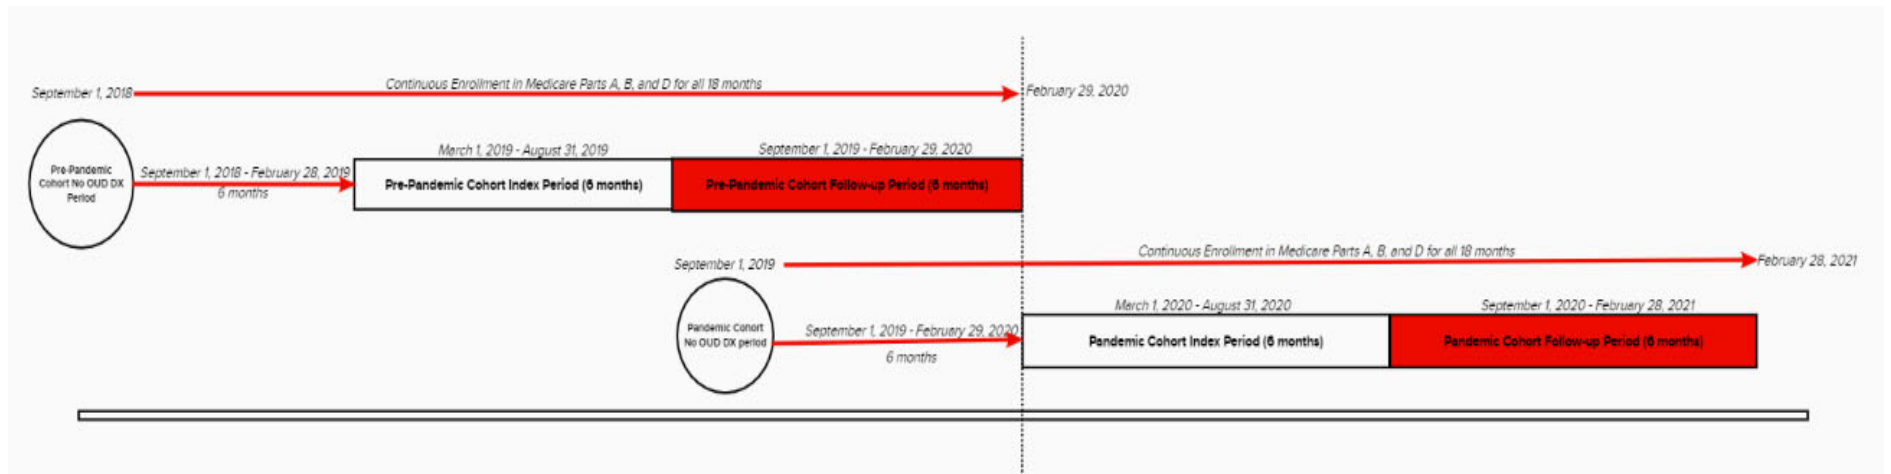 Continuous Enrollment in Medicare Parts A, B, and D for all 18 months
September 1, 2018
February 29, 2020
March 1, 2019 - August 31, 2019
September 1, 2019 - February 29, 2020
Pre-Pandemic
Cohort No OUD DX
Period
September 1, 2018 - February 28, 2019
6 months
Pre-Pandemic Cohort Index Period (6 months)
Pre-Pandemic Cohort Follow-up Period (6 months)
Continuous Enrollment in Medicare Parts A, B, and D for all 18 months
September 1, 2019
February 28, 2021
March 1, 2020 - August 31, 2020
September 1, 2020 - February 28, 2021
Pandemic Cohort
No OUD DX period
September 1, 2019 - February 29, 2020
6 months
Pandemic Cohort Index Period (6 months)
Pandemic Cohort Follow-up Period (6 months)